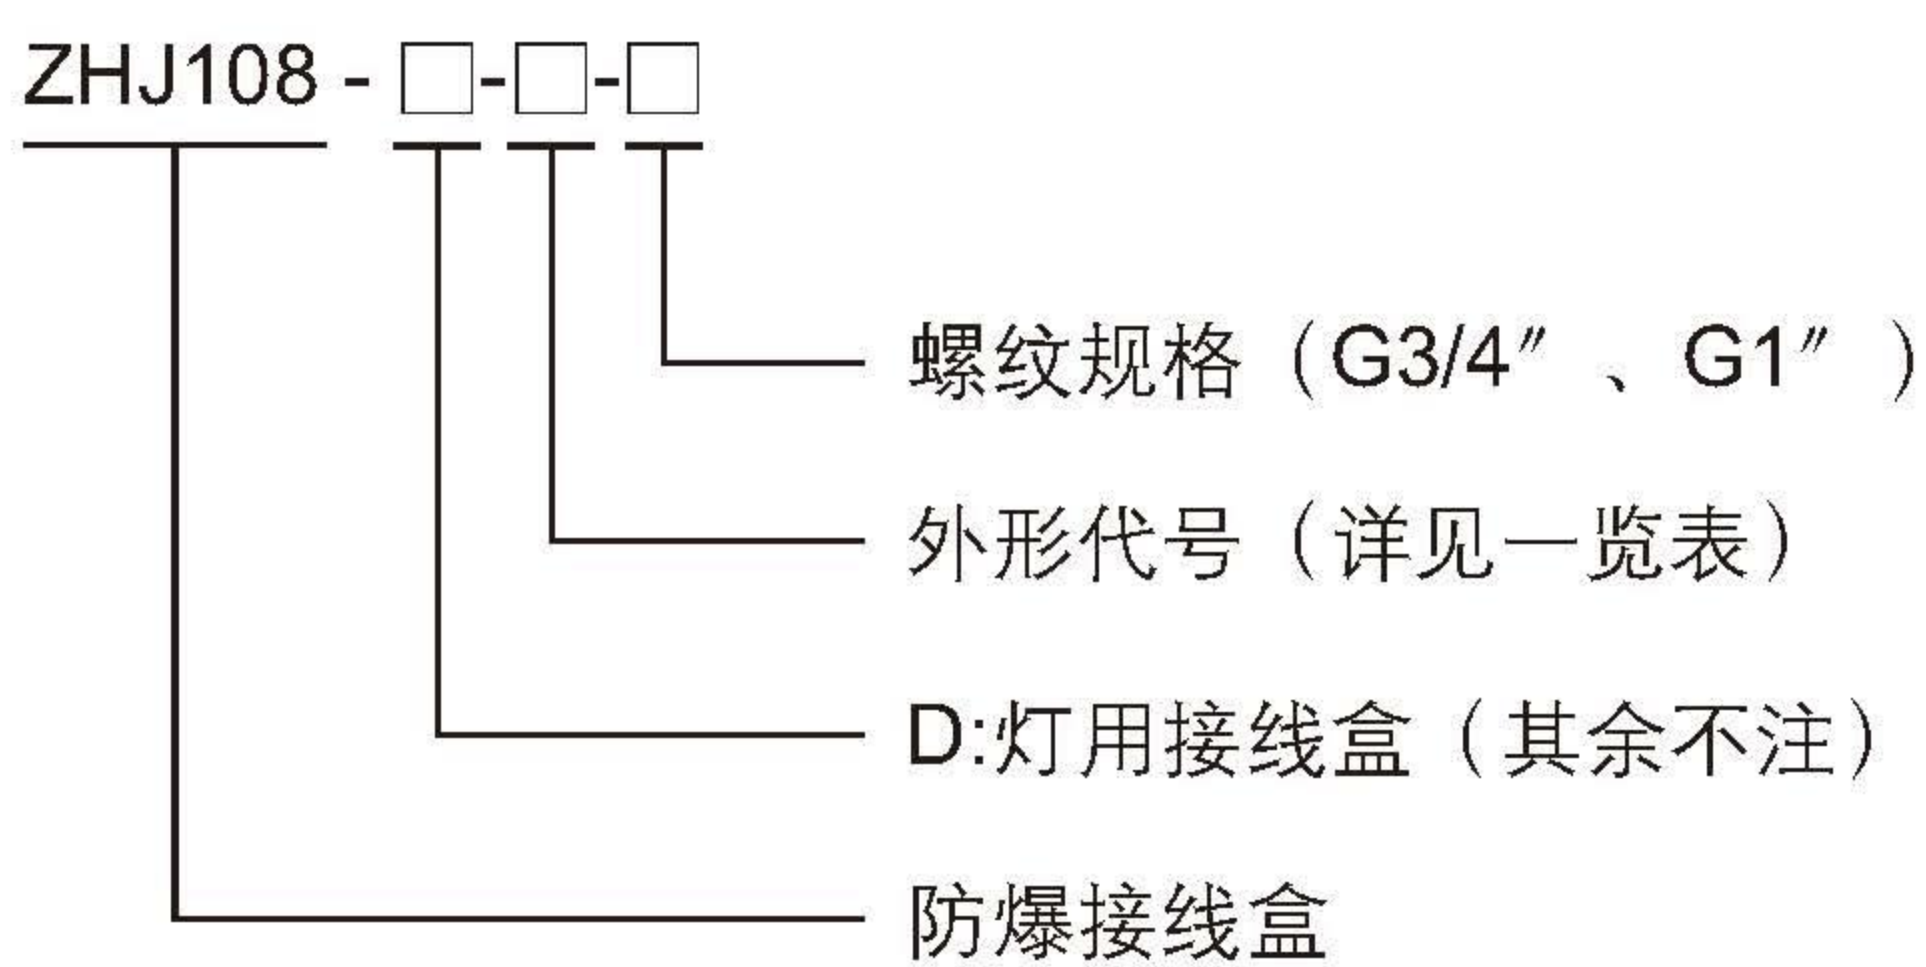 ZHJ108 - □-□-□
螺纹规格（G3/4″、G1″）
外形代号（详见一览表）
D:灯用接线盒（其余不注）
防爆接线盒